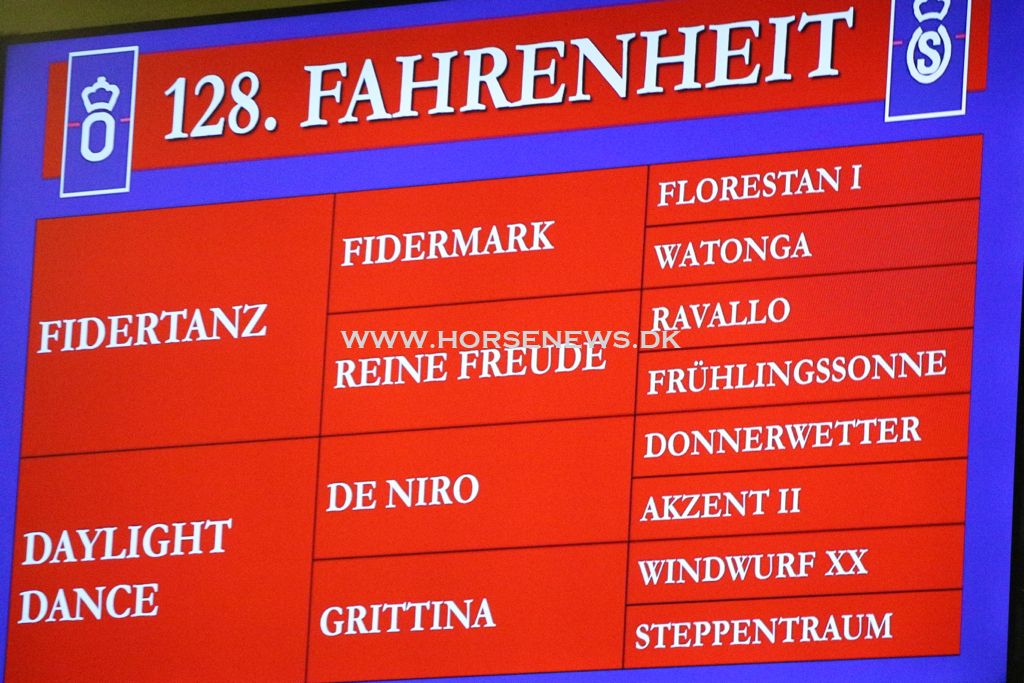 128. FAHRENHEIT
O
OS
FIDERTANZ
FIDERMARK
FLORESTAN I
WATONGA
REINE FREUDE
RAVALLO
FRÜHLINGSSONNE
DAYLIGHT
DANCE
DE NIRO
DONNERWETTER
AKZENT II
GRITTINA
WINDWURF XX
STEPPENTRAUM
WWW.HORSENEWS.DK